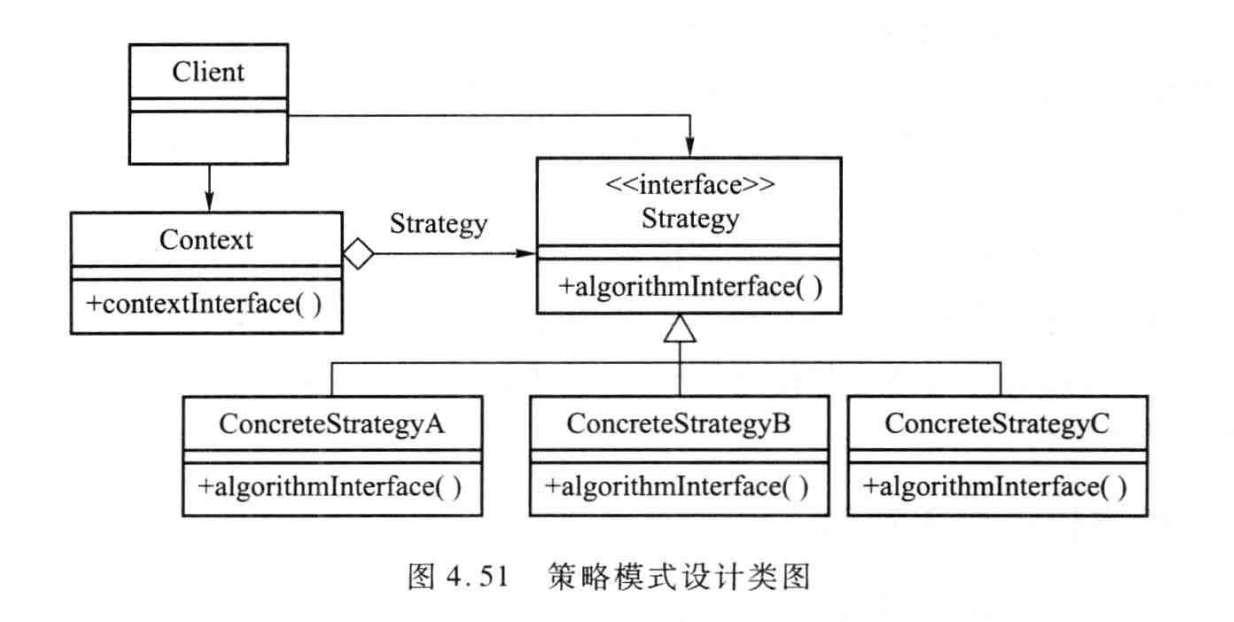 Client
<<interface>>
Strategy
Strategy
Context
+contextInterface( )
+algorithmInterface( )
ConcreteStrategyA
ConcreteStrategyB
ConcreteStrategyC
+algorithmInterface( )
+algorithmInterface( )
+algorithmInterface( )
图 4.51 策略模式设计类图